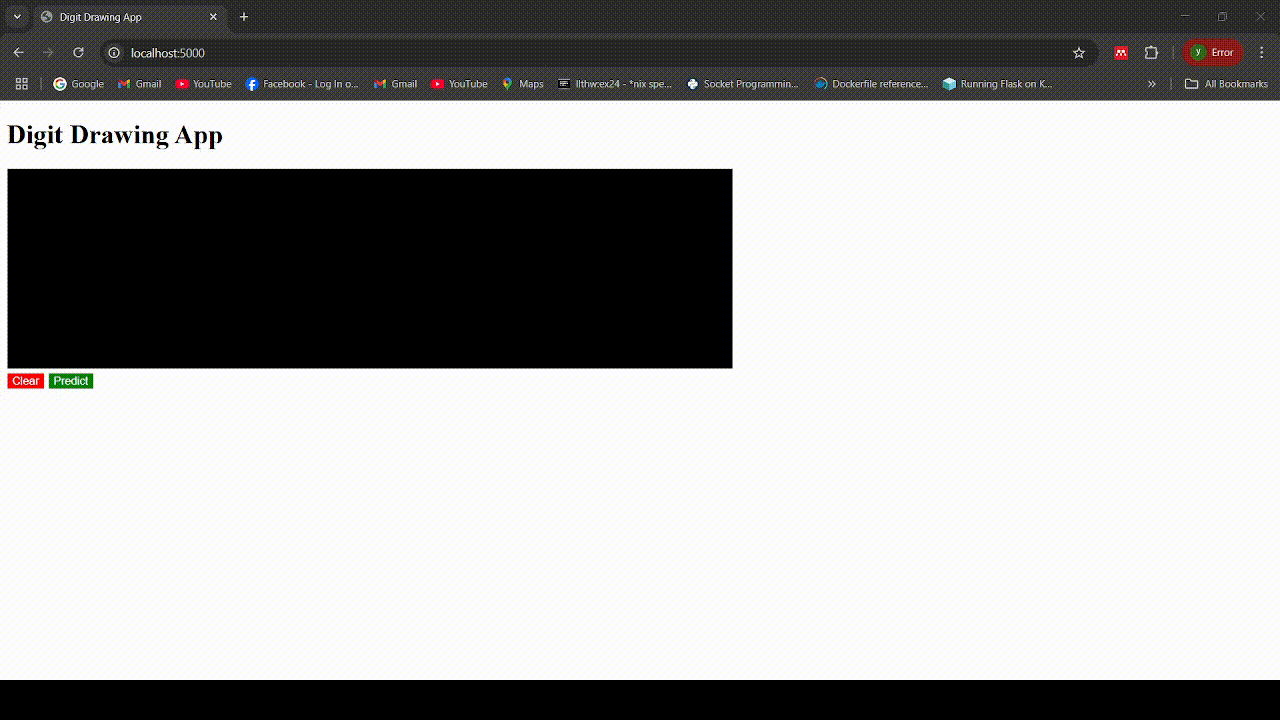 Digit Drawing App
localhost:5000
y Error
Google Gmail YouTube Facebook - Log In o... Gmail YouTube Maps llthw:ex24 - *nix spe... Socket Programmin... Dockerfile reference... Running Flask on K... » All Bookmarks
Digit Drawing App
Clear Predict